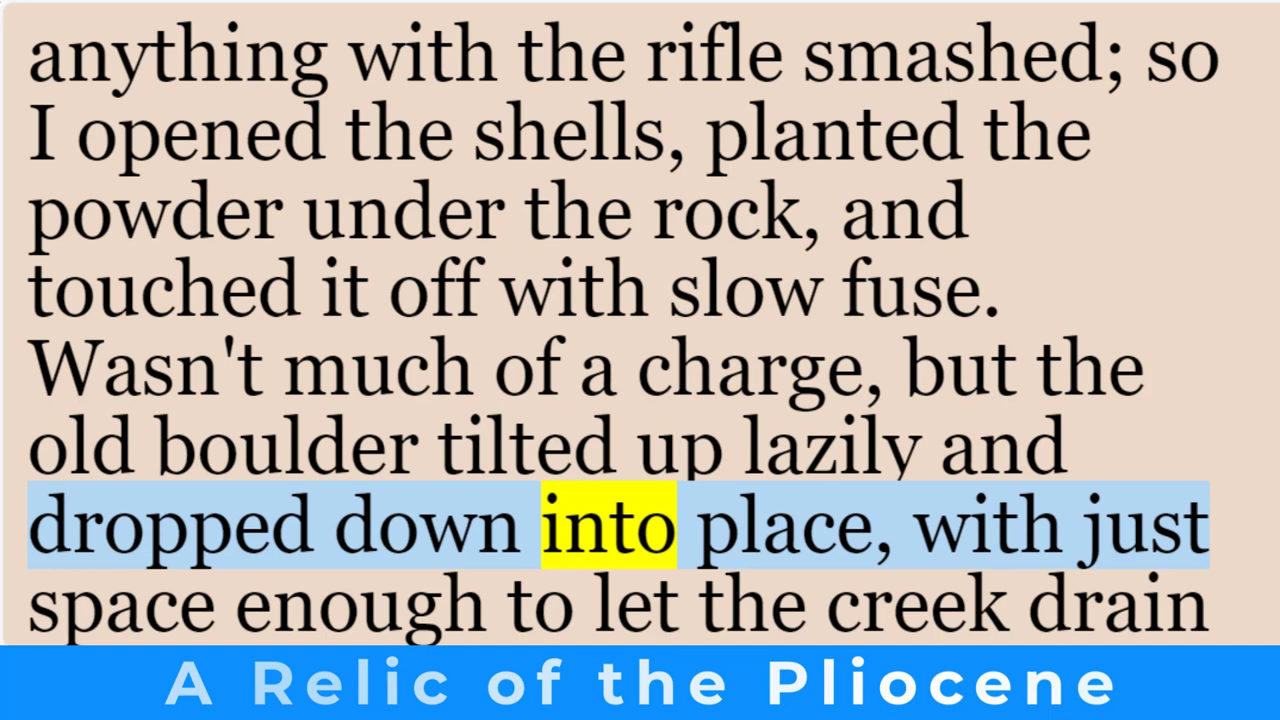 anything with the rifle smashed; so
I opened the shells, planted the
powder under the rock, and
touched it off with slow fuse.
Wasn't much of a charge, but the
old boulder tilted up lazily and
dropped down into place, with just
space enough to let the creek drain
A Relic of the Pliocene